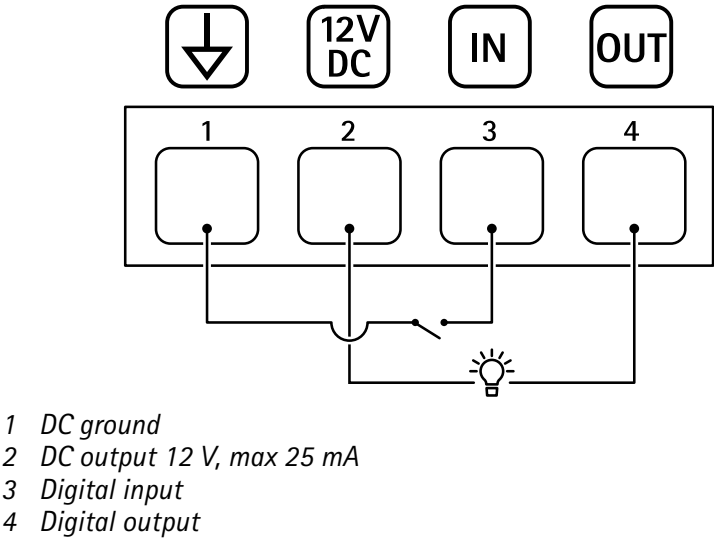 12V
DC
IN
OUT
1 2 3 4
1 DC ground
2 DC output 12 V, max 25 mA
3 Digital input
4 Digital output